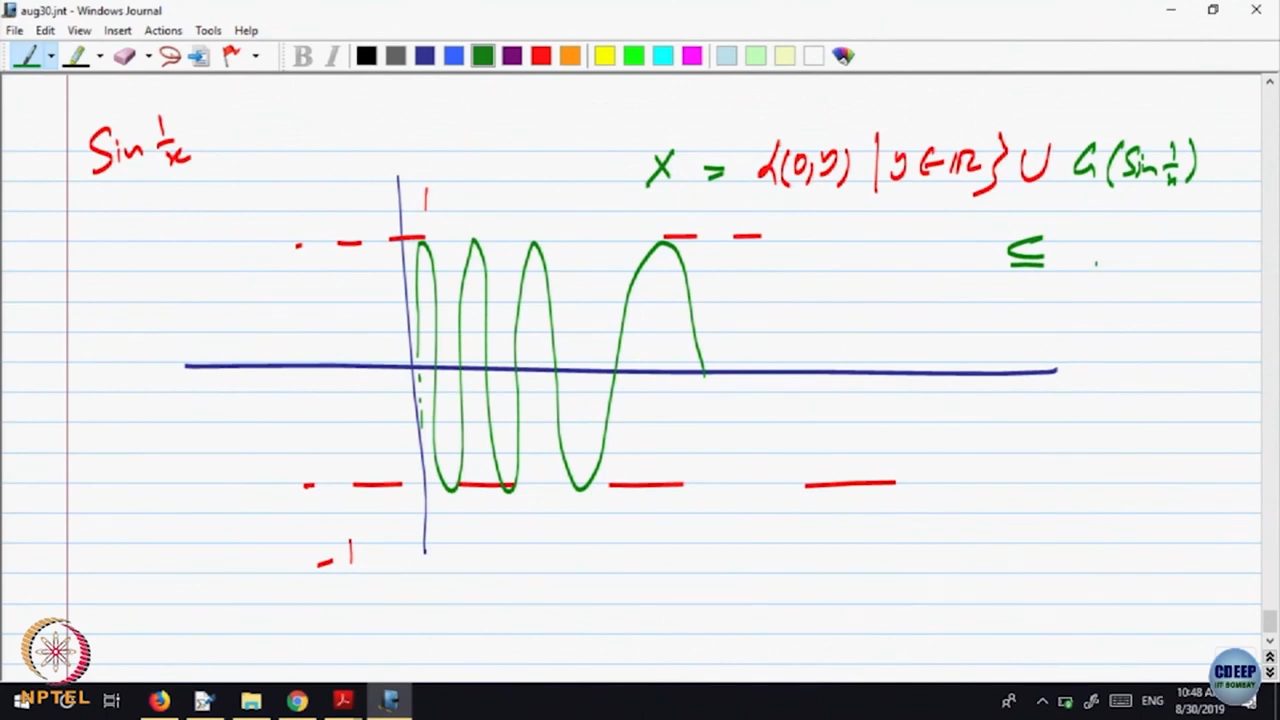 aug30.jnt - Windows Journal
File Edit View Insert Actions Tools Help
B I
Sin 1/x
X = {(0,y) | y ∈ ℝ} ∪ G(Sin 1/x)
⊆
1
-1
NPTEL
CDEEP
IIT BOMBAY
ENG
10:48 A
8/30/2019